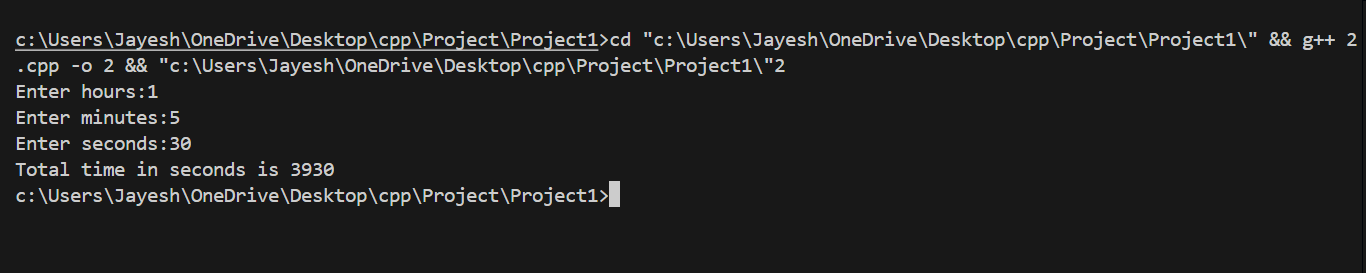 c:\Users\Jayesh\OneDrive\Desktop\cpp\Project\Project1>cd "c:\Users\Jayesh\OneDrive\Desktop\cpp\Project\Project1\" && g++ 2
.cpp -o 2 && "c:\Users\Jayesh\OneDrive\Desktop\cpp\Project\Project1\"2
Enter hours:1
Enter minutes:5
Enter seconds:30
Total time in seconds is 3930
c:\Users\Jayesh\OneDrive\Desktop\cpp\Project\Project1>